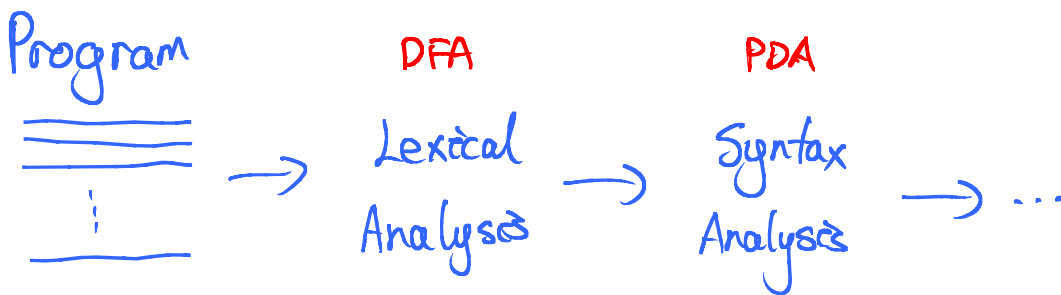 Program
DFA
PDA
Lexical
Analysis
Syntax
Analysis
...